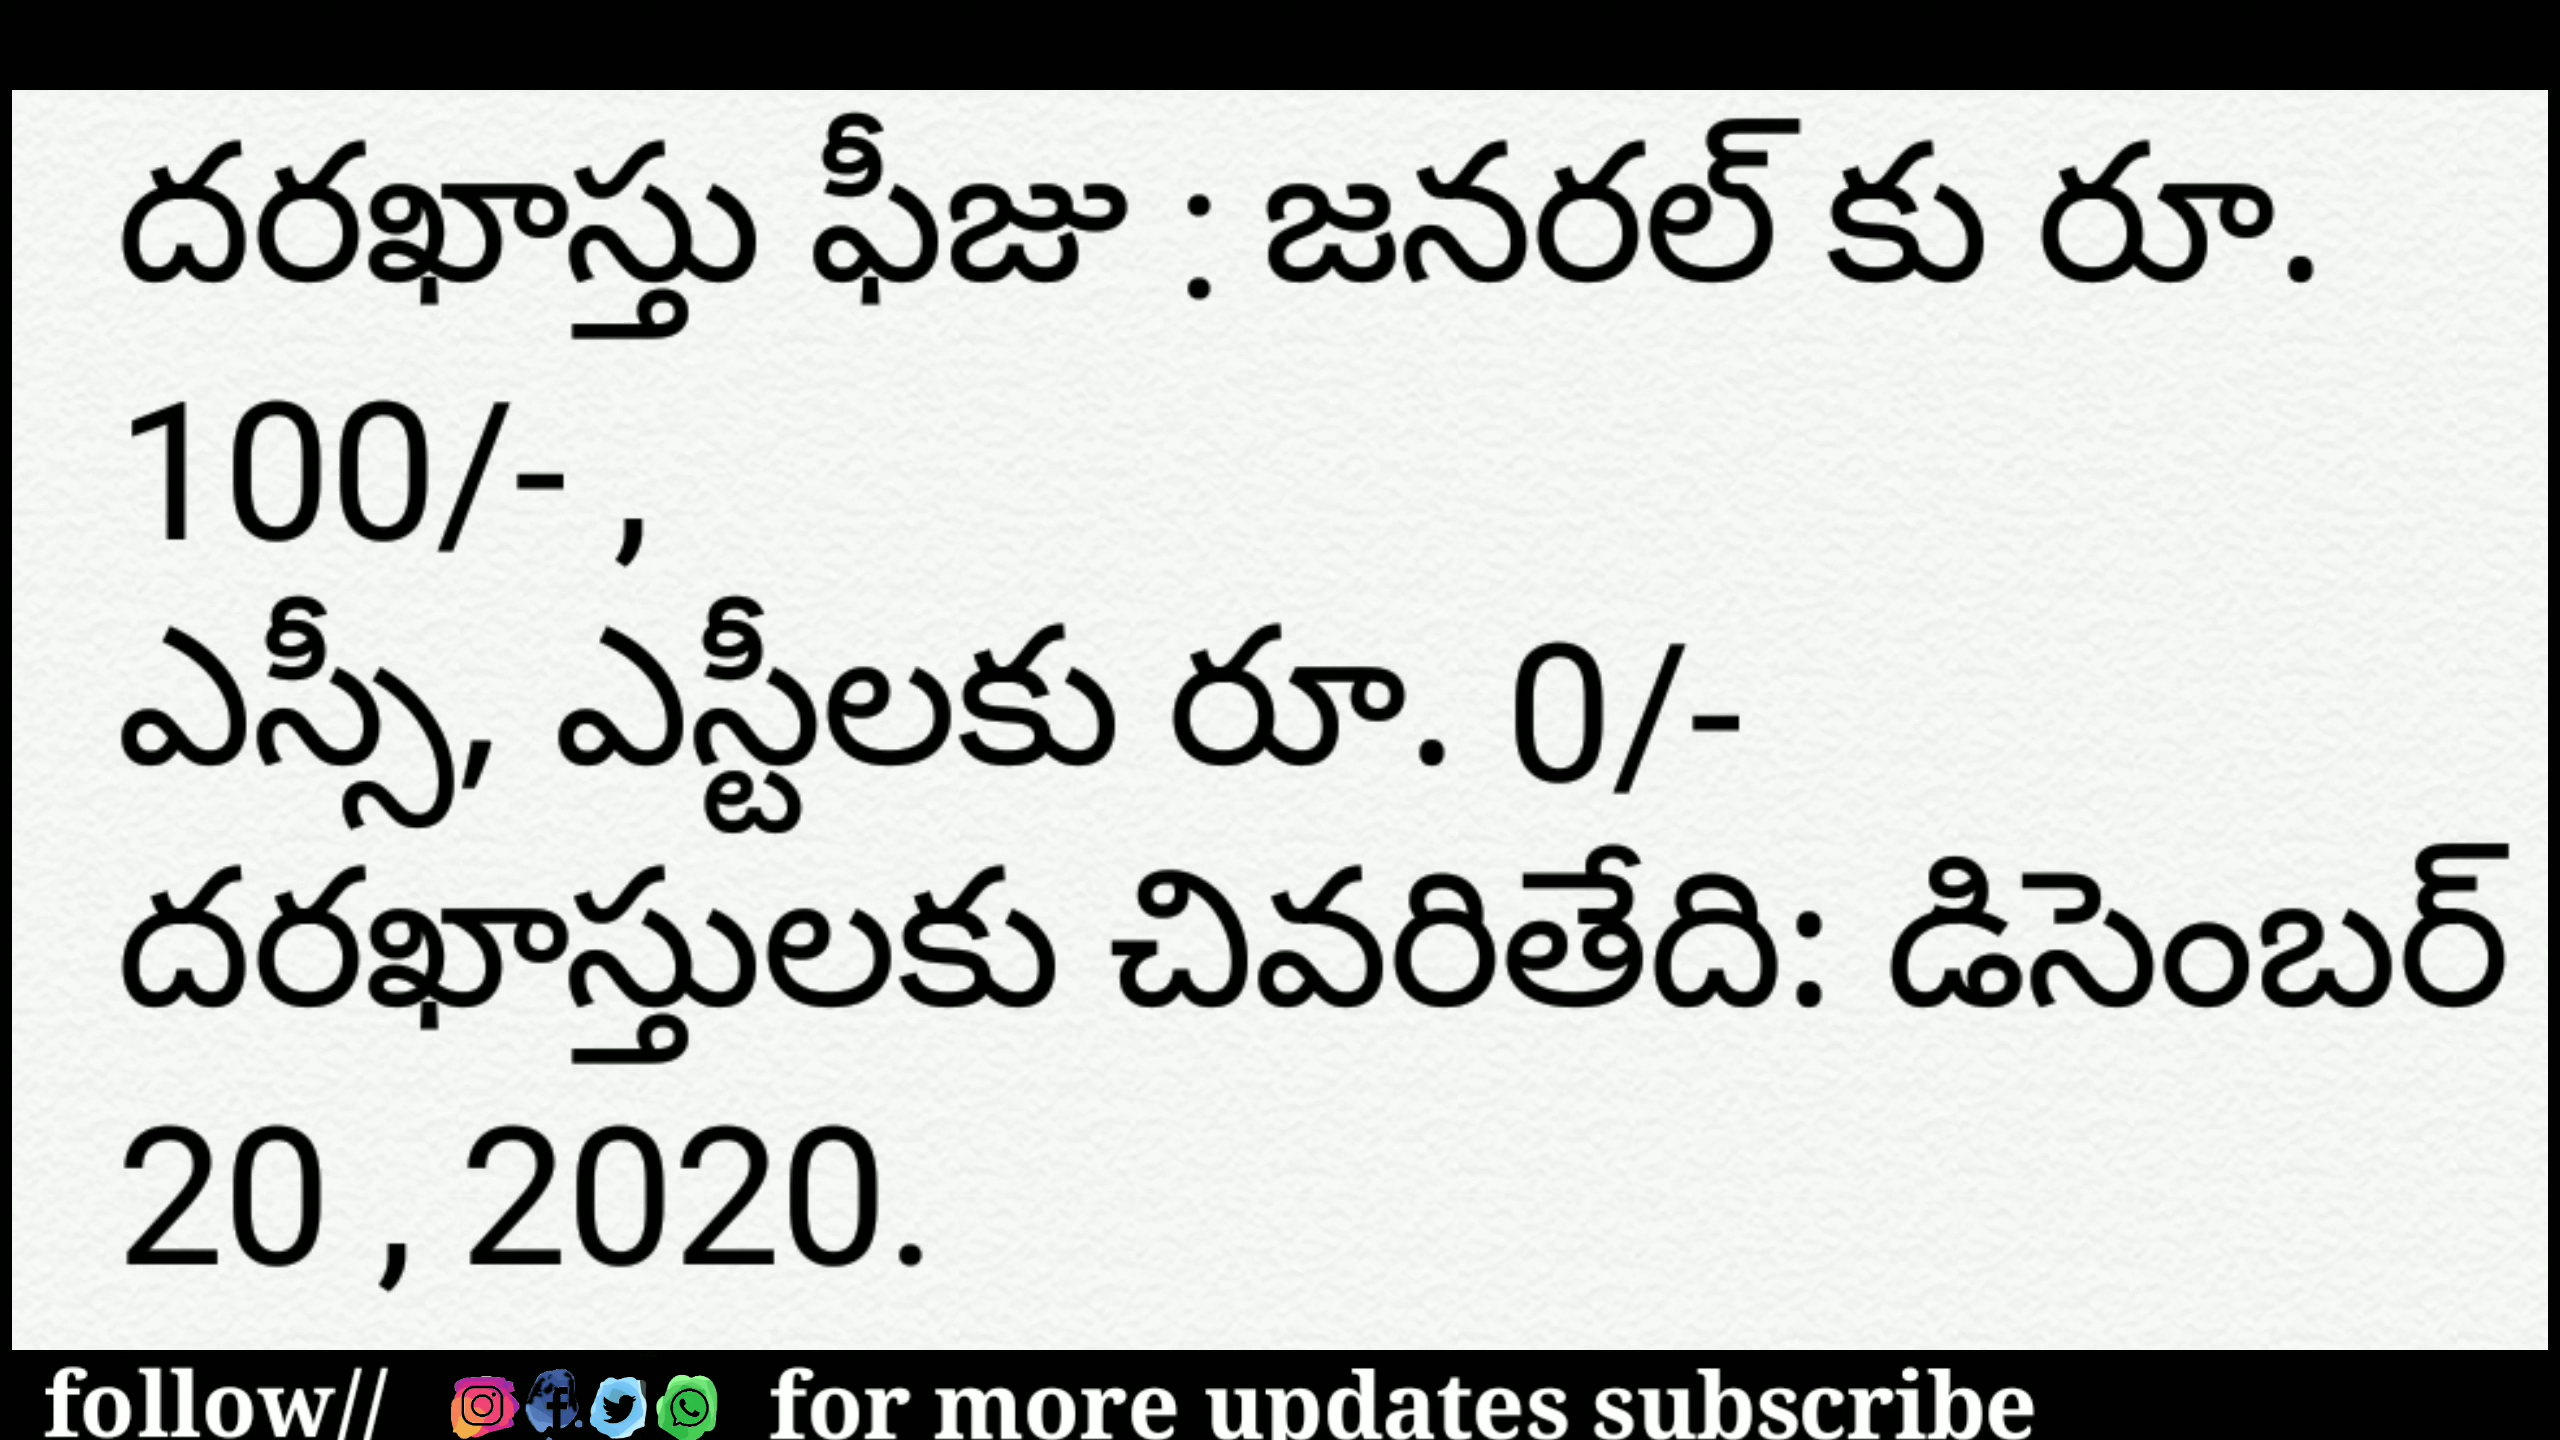 దరఖాస్తు ఫీజు : జనరల్ కు రూ.
100/- ,
ఎస్సీ, ఎస్టీలకు రూ. 0/-
దరఖాస్తులకు చివరితేది: డిసెంబర్
20 , 2020.
follow// for more updates subscribe